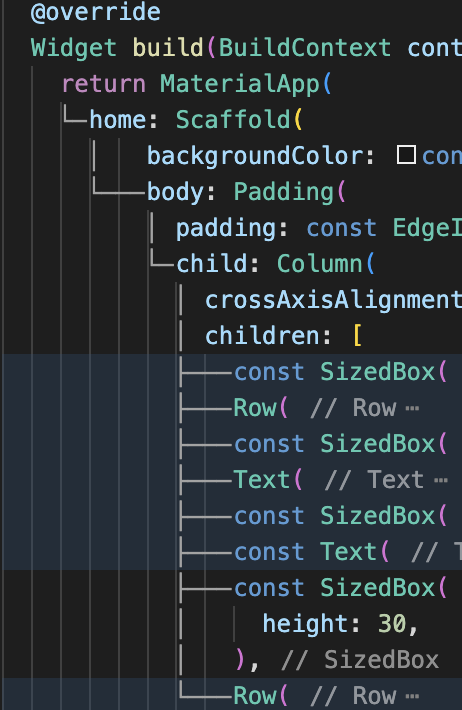 @override
Widget build(BuildContext cont
return MaterialApp(
home: Scaffold(
backgroundColor: con
body: Padding(
padding: const EdgeI
child: Column(
crossAxisAlignment
children: [
const SizedBox(
Row( // Row ⋯
const SizedBox(
Text( // Text ⋯
const SizedBox(
const Text( // T
const SizedBox(
height: 30,
), // SizedBox
Row( // Row ⋯